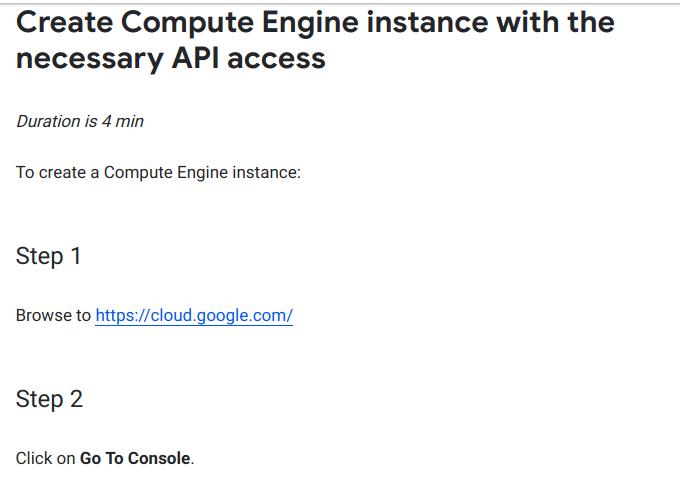 Create Compute Engine instance with the
necessary API access
Duration is 4 min
To create a Compute Engine instance:
Step 1
Browse to https://cloud.google.com/
Step 2
Click on Go To Console.